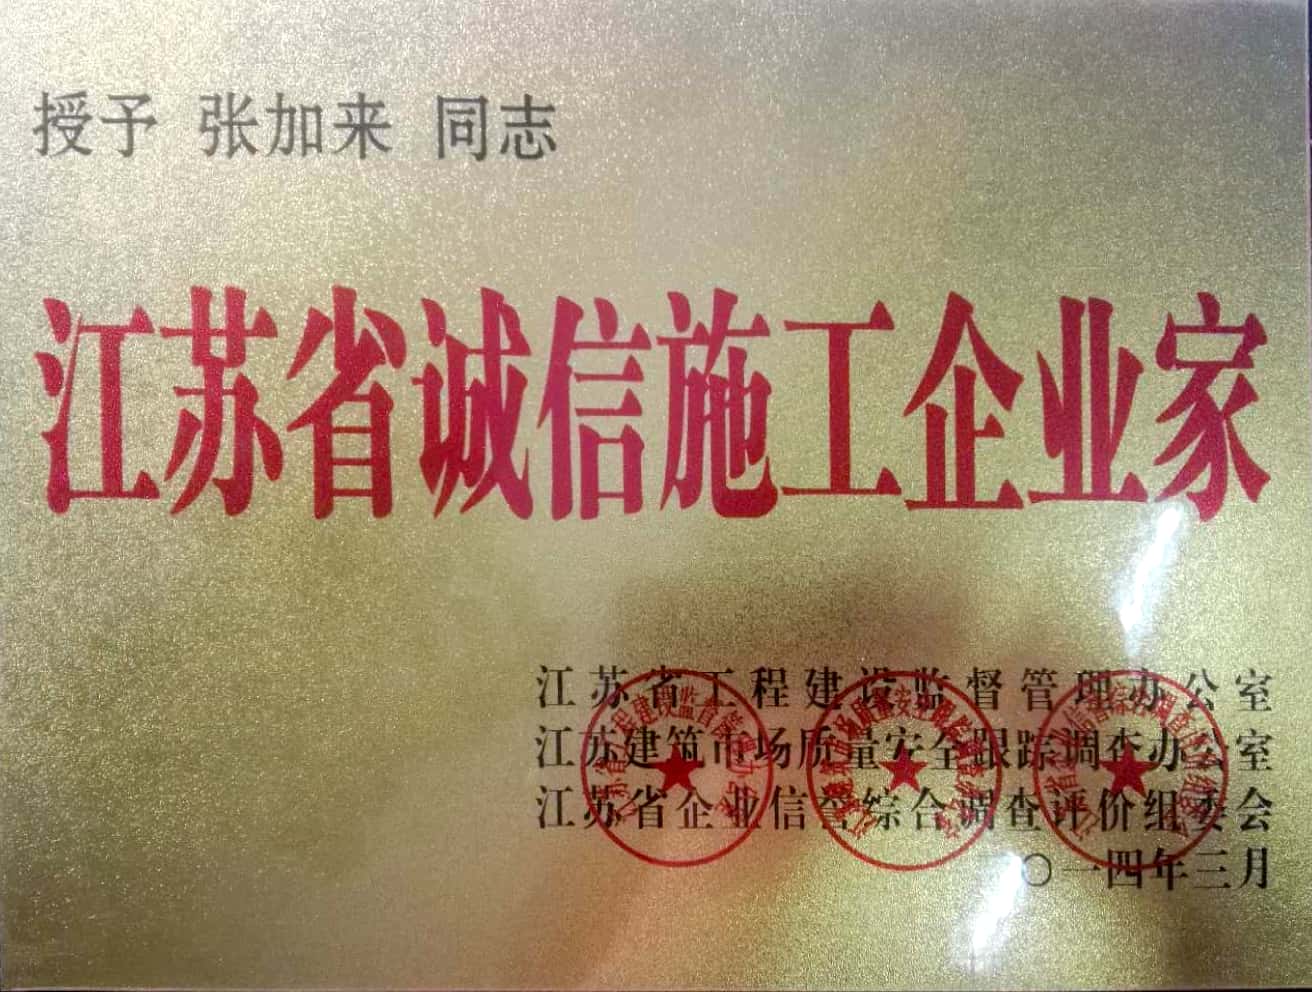 授予 张加来 同志
江苏省诚信施工企业家
江苏省工程建设监督管理办公室
江苏建筑市场质量安全跟踪调查办公室
江苏省企业信誉综合调查评价组委会
〇一四年三月